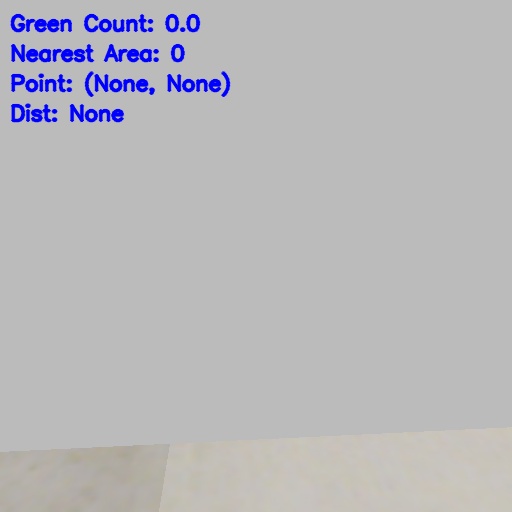 Green Count: 0.0
Nearest Area: 0
Point: (None, None)
Dist: None